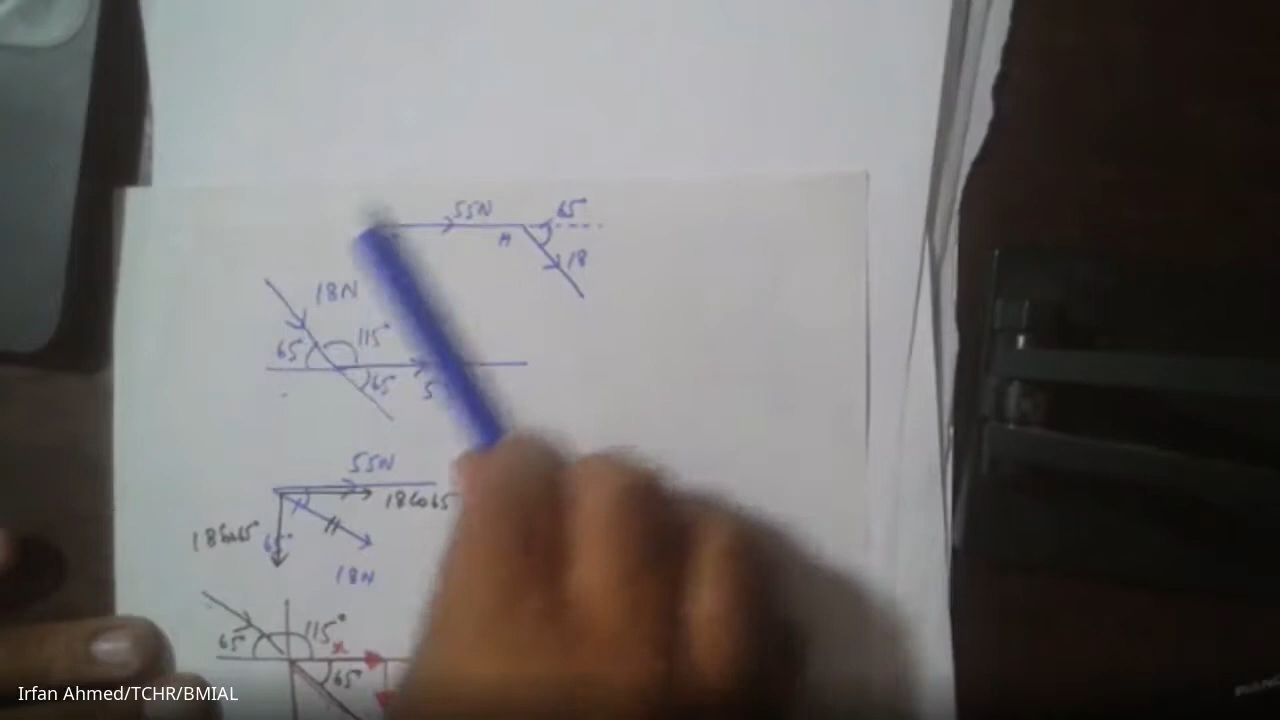 55N 65°
A 18
18N
65 115°
65 5
55N
18Cos65
18Sin65° 65°
18N
65 115° x
65°
Irfan Ahmed/TCHR/BMIAL